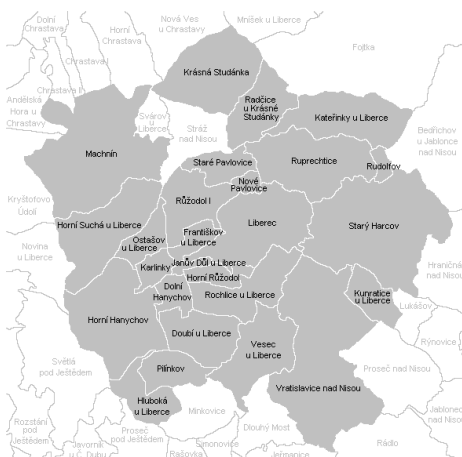 Dolní
Chrastava
Horní
Chrastava
Nová Ves
u Chrastavy
Mníšek u Liberce
Fojtka
Chrastava I
Chrastava II
Andělská
Hora u
Chrastavy
Krásná Studánka
Radčice
u Krásné
Studánky
Kateřinky u Liberce
Svárov
u Liberce
Stráž
nad Nisou
Bedřichov
u Jablonce
nad Nisou
Machnín
Staré Pavlovice
Ruprechtice
Rudolfov
Nové
Pavlovice
Kryštofovo
Údolí
Růžodol I
Horní Suchá u Liberce
Liberec
Starý Harcov
Františkov
u Liberce
Ostašov
u Liberce
Novina
u Liberce
Karlinky
Janův Důl u Liberce
Horní Růžodol
Hraničná
nad Nisou
Dolní
Hanychov
Rochlice u Liberce
Kunratice
u Liberce
Lukášov
Horní Hanychov
Doubí u Liberce
Vesec
u Liberce
Rýnovice
Světlá
pod Ještědem
Pilínkov
Proseč nad Nisou
Vratislavice nad Nisou
Hluboká
u Liberce
Minkovice
Jablonec
nad Nisou
Rozstání
pod
Ještědem
Proseč
pod Ještědem
Dlouhý Most
Javorník
u Č. Dubu
Šimonovice
Rádlo
Rašovka
Jeřmanice